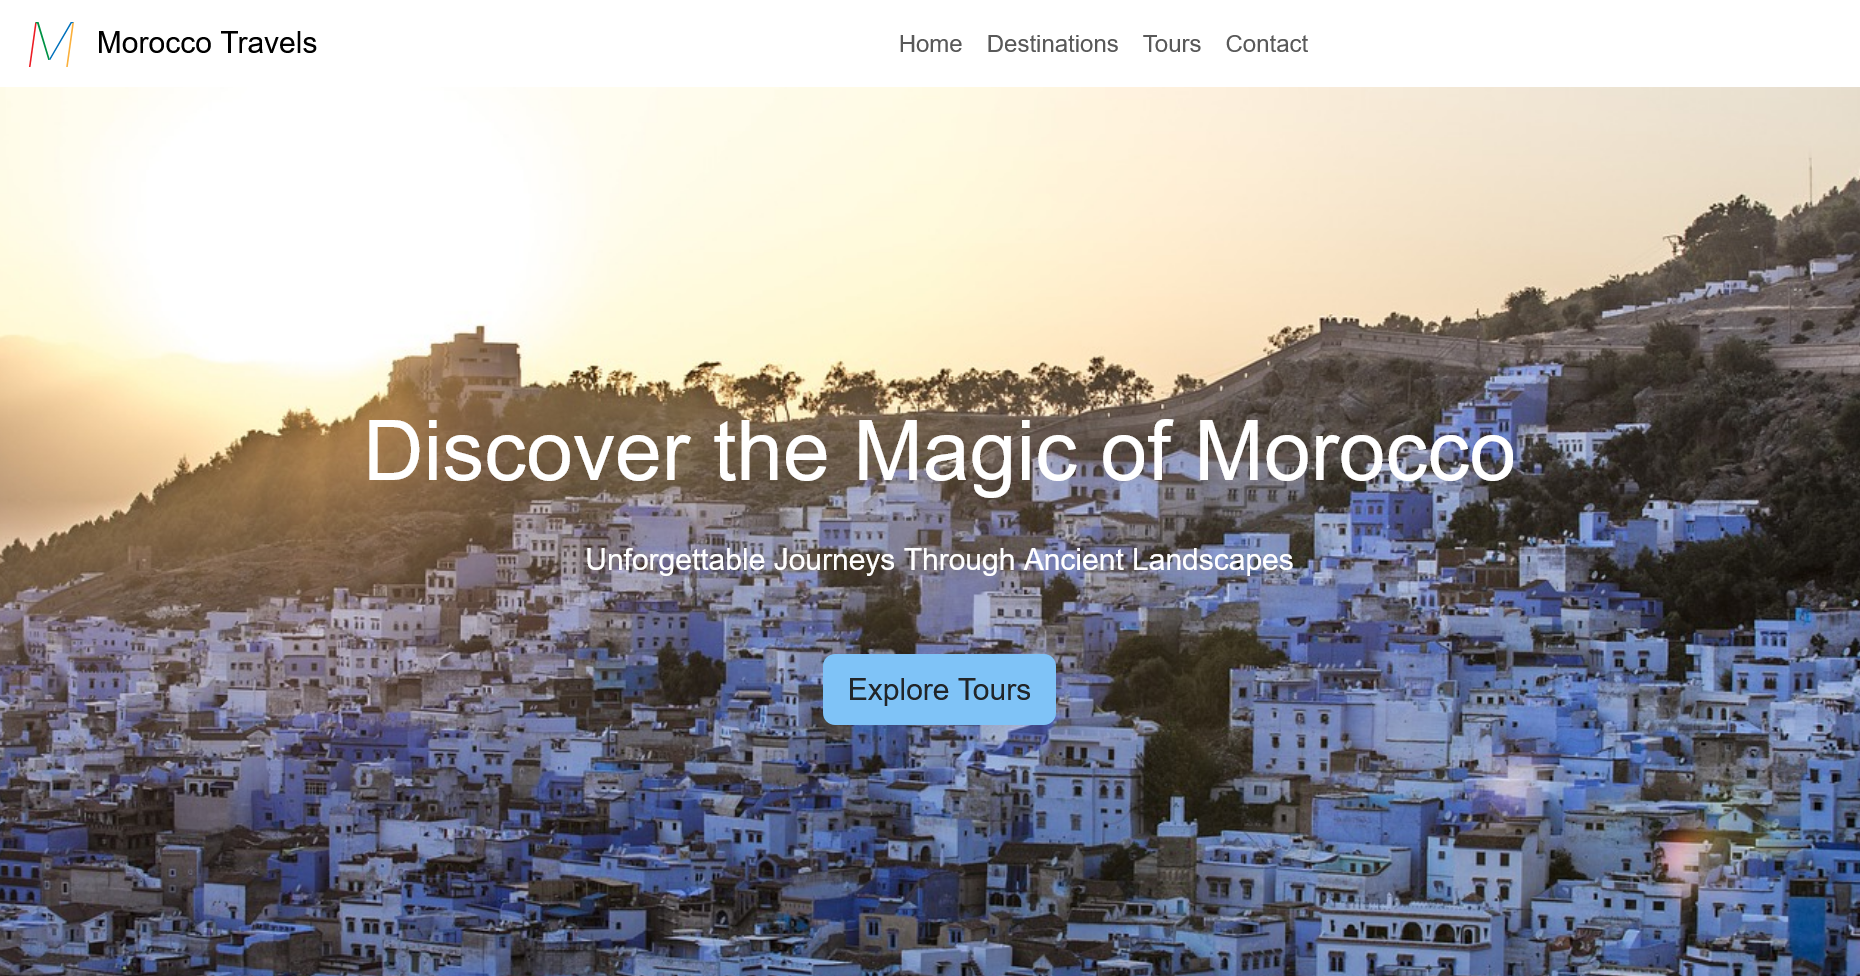 Morocco Travels
Home Destinations Tours Contact
Discover the Magic of Morocco
Unforgettable Journeys Through Ancient Landscapes
Explore Tours